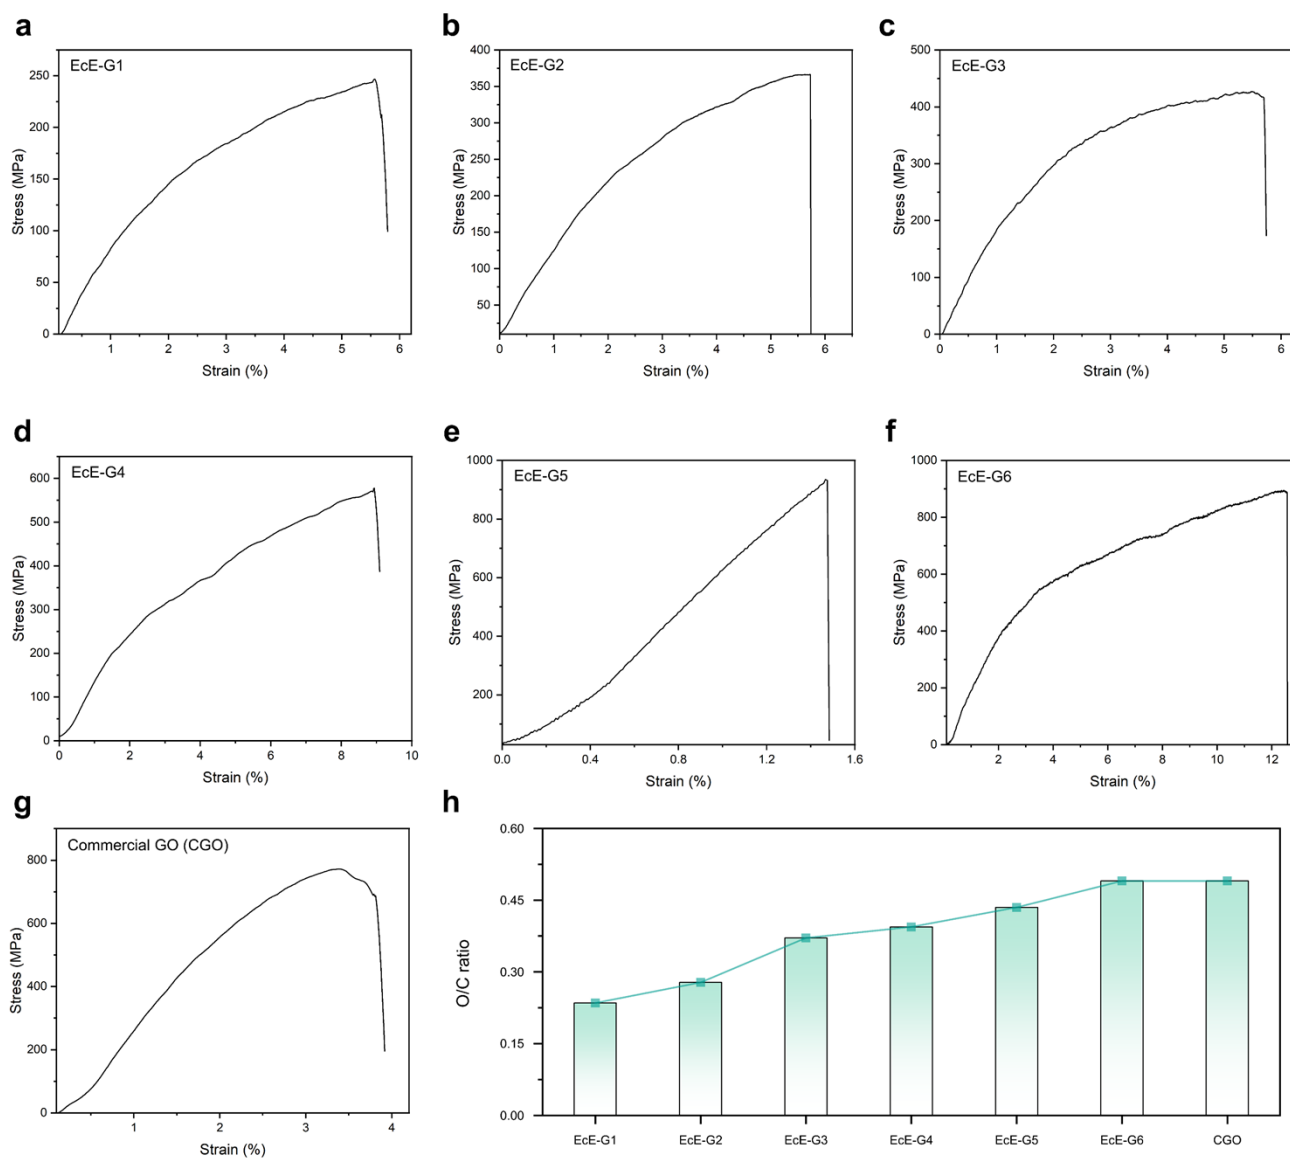 a
EcE-G1
250
200
150
100
50
0
Stress (MPa)
1 2 3 4 5 6
Strain (%)
b
EcE-G2
400
350
300
250
200
150
100
50
Stress (MPa)
0 1 2 3 4 5 6
Strain (%)
c
EcE-G3
500
400
300
200
100
0
Stress (MPa)
0 1 2 3 4 5 6
Strain (%)
d
EcE-G4
600
500
400
300
200
100
0
Stress (MPa)
0 2 4 6 8 10
Strain (%)
e
EcE-G5
1000
800
600
400
200
Stress (MPa)
0.0 0.4 0.8 1.2 1.6
Strain (%)
f
EcE-G6
1000
800
600
400
200
0
Stress (MPa)
2 4 6 8 10 12
Strain (%)
g
Commercial GO (CGO)
800
600
400
200
0
Stress (MPa)
1 2 3 4
Strain (%)
h
0.60
0.45
0.30
0.15
0.00
O/C ratio
EcE-G1 EcE-G2 EcE-G3 EcE-G4 EcE-G5 EcE-G6 CGO